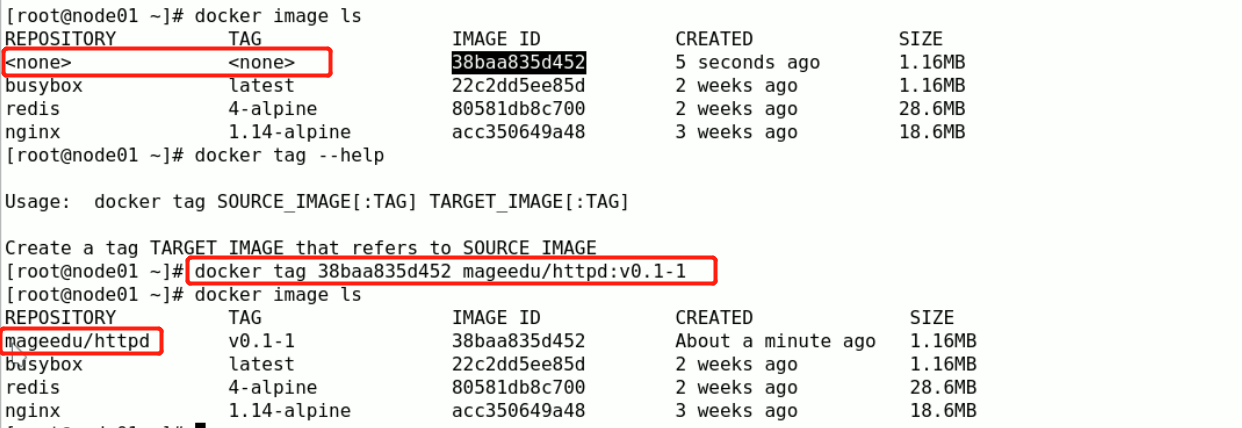 [root@node01 ~]# docker image ls
REPOSITORY TAG IMAGE ID CREATED SIZE
<none> <none> 38baa835d452 5 seconds ago 1.16MB
busybox latest 22c2dd5ee85d 2 weeks ago 1.16MB
redis 4-alpine 80581db8c700 2 weeks ago 28.6MB
nginx 1.14-alpine acc350649a48 3 weeks ago 18.6MB
[root@node01 ~]# docker tag --help
Usage: docker tag SOURCE_IMAGE[:TAG] TARGET_IMAGE[:TAG]
Create a tag TARGET_IMAGE that refers to SOURCE_IMAGE
[root@node01 ~]# docker tag 38baa835d452 mageedu/httpd:v0.1-1
[root@node01 ~]# docker image ls
REPOSITORY TAG IMAGE ID CREATED SIZE
mageedu/httpd v0.1-1 38baa835d452 About a minute ago 1.16MB
busybox latest 22c2dd5ee85d 2 weeks ago 1.16MB
redis 4-alpine 80581db8c700 2 weeks ago 28.6MB
nginx 1.14-alpine acc350649a48 3 weeks ago 18.6MB